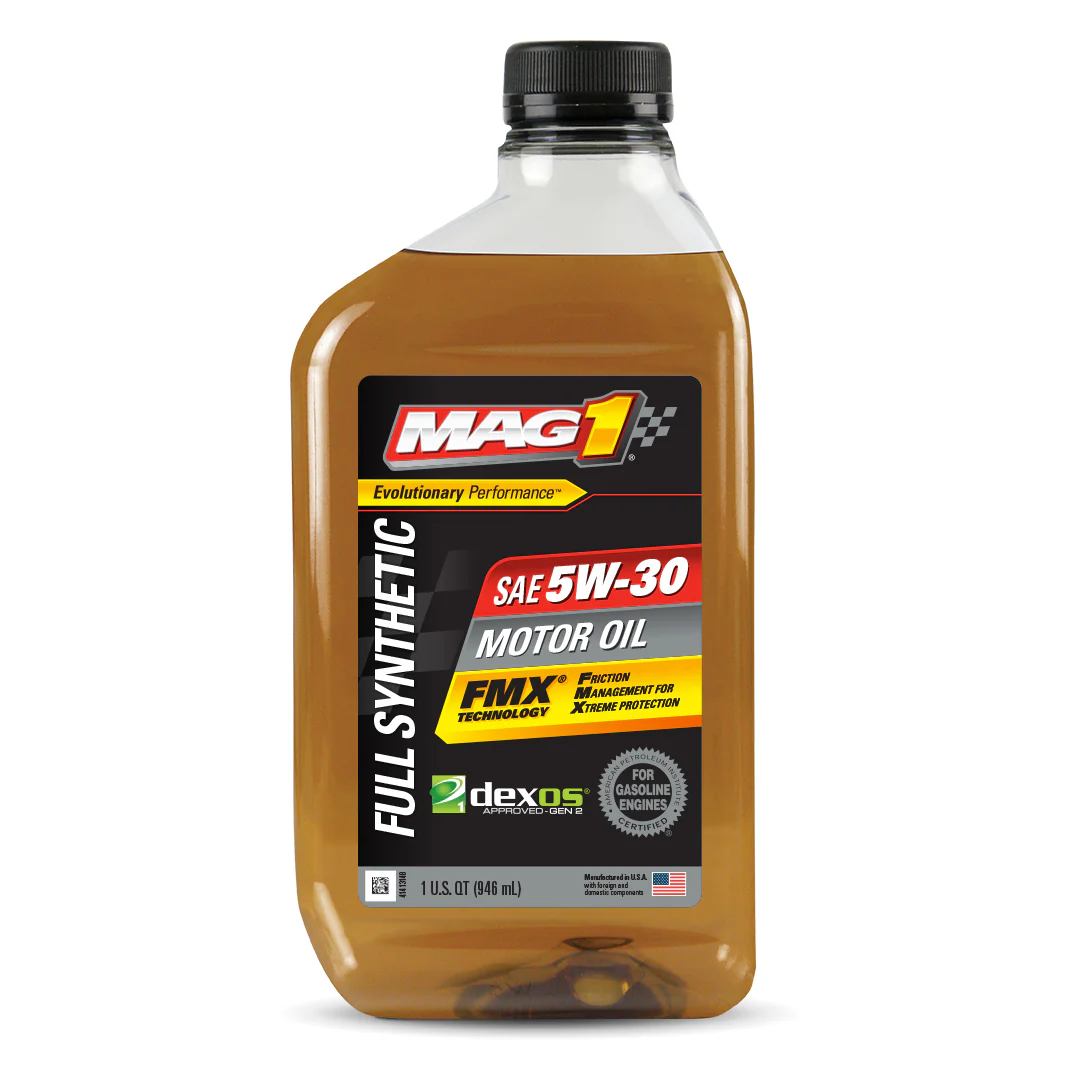 MAG1®
Evolutionary Performance™
FULL SYNTHETIC
SAE 5W-30
MOTOR OIL
FMX®
TECHNOLOGY
FRICTION
MANAGEMENT FOR
XTREME PROTECTION
dexos®
1
APPROVED-GEN 2
AMERICAN PETROLEUM INSTITUTE
FOR
GASOLINE
ENGINES
CERTIFIED
®
1 U.S. QT (946 mL)
Manufactured in U.S.A.
with foreign and
domestic components